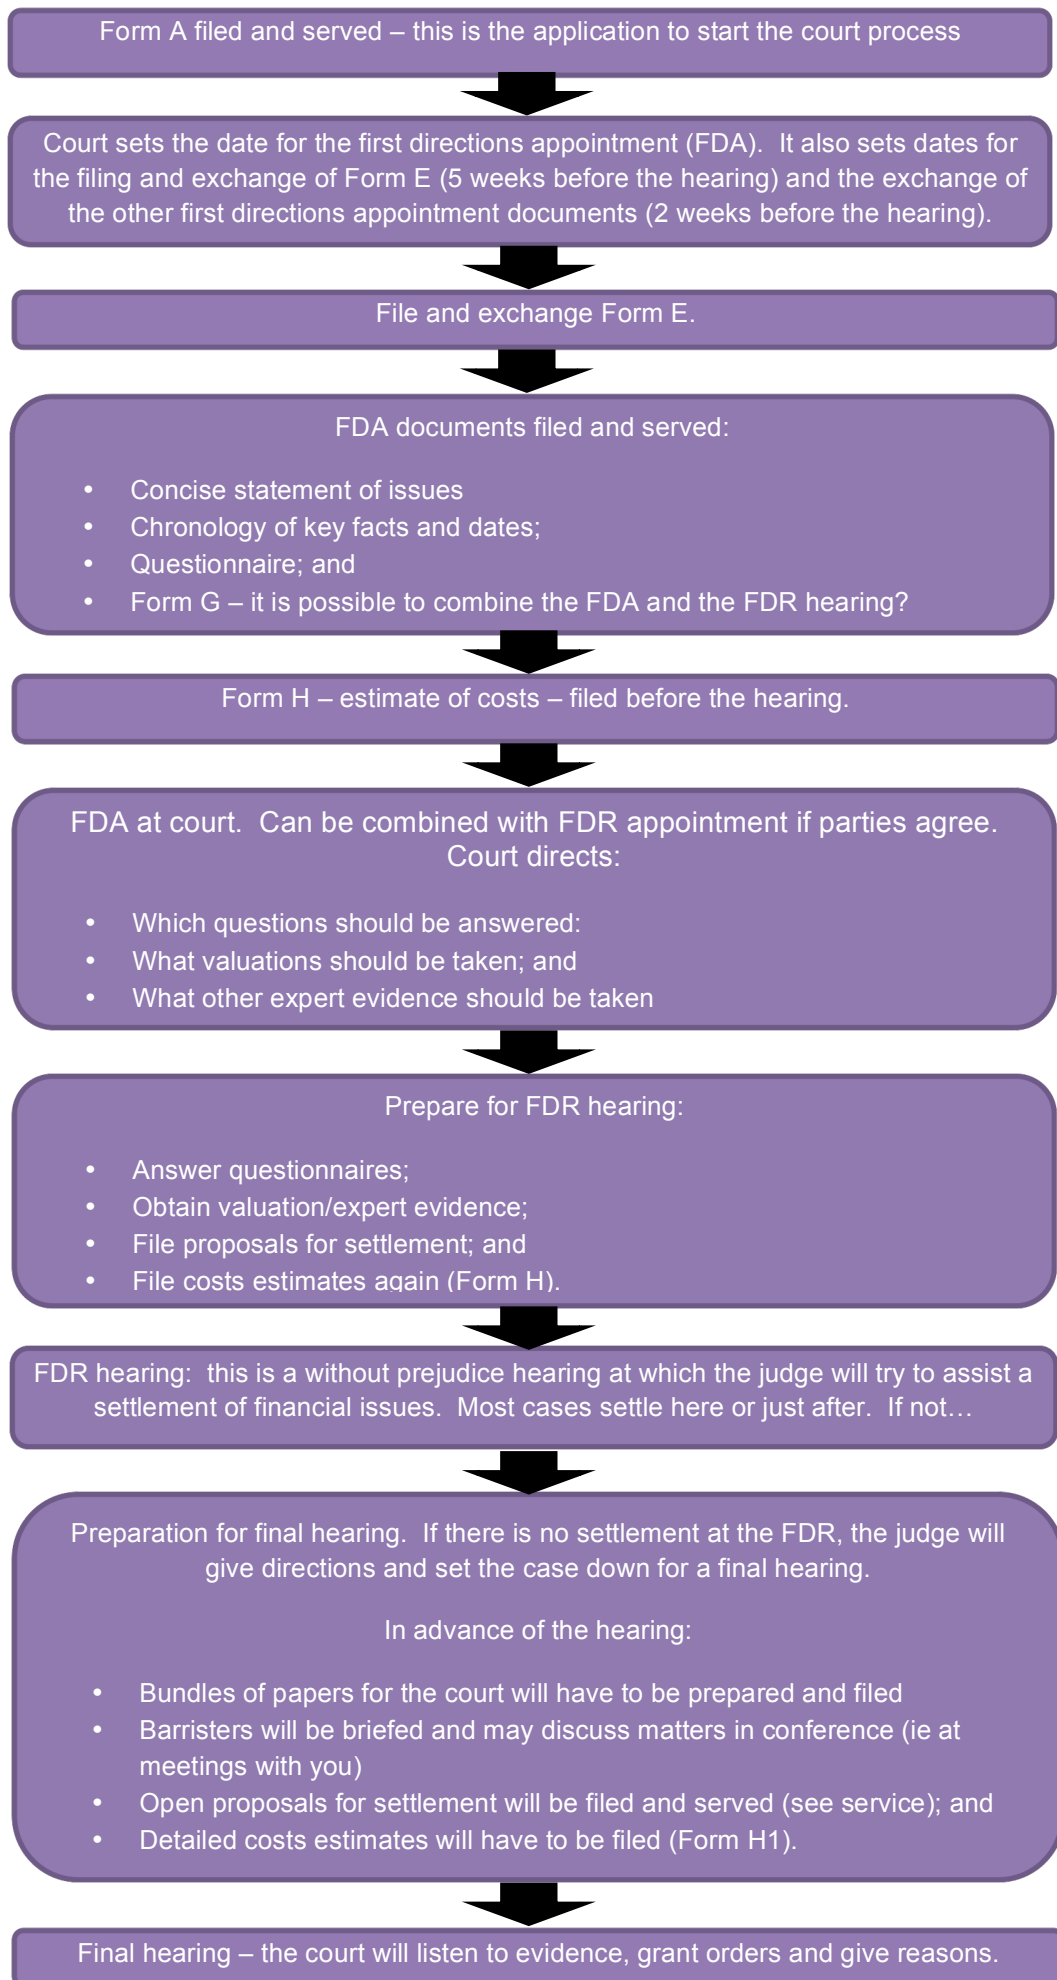 Form A filed and served – this is the application to start the court process
Court sets the date for the first directions appointment (FDA).  It also sets dates for
the filing and exchange of Form E (5 weeks before the hearing) and the exchange of
the other first directions appointment documents (2 weeks before the hearing).
File and exchange Form E.
FDA documents filed and served:
• Concise statement of issues
• Chronology of key facts and dates;
• Questionnaire; and
• Form G – it is possible to combine the FDA and the FDR hearing?
Form H – estimate of costs – filed before the hearing.
FDA at court.  Can be combined with FDR appointment if parties agree.
Court directs:
• Which questions should be answered:
• What valuations should be taken; and
• What other expert evidence should be taken
Prepare for FDR hearing:
• Answer questionnaires;
• Obtain valuation/expert evidence;
• File proposals for settlement; and
• File costs estimates again (Form H).
FDR hearing:  this is a without prejudice hearing at which the judge will try to assist a
settlement of financial issues.  Most cases settle here or just after.  If not…
Preparation for final hearing.  If there is no settlement at the FDR, the judge will
give directions and set the case down for a final hearing.
In advance of the hearing:
• Bundles of papers for the court will have to be prepared and filed
• Barristers will be briefed and may discuss matters in conference (ie at
meetings with you)
• Open proposals for settlement will be filed and served (see service); and
• Detailed costs estimates will have to be filed (Form H1).
Final hearing – the court will listen to evidence, grant orders and give reasons.